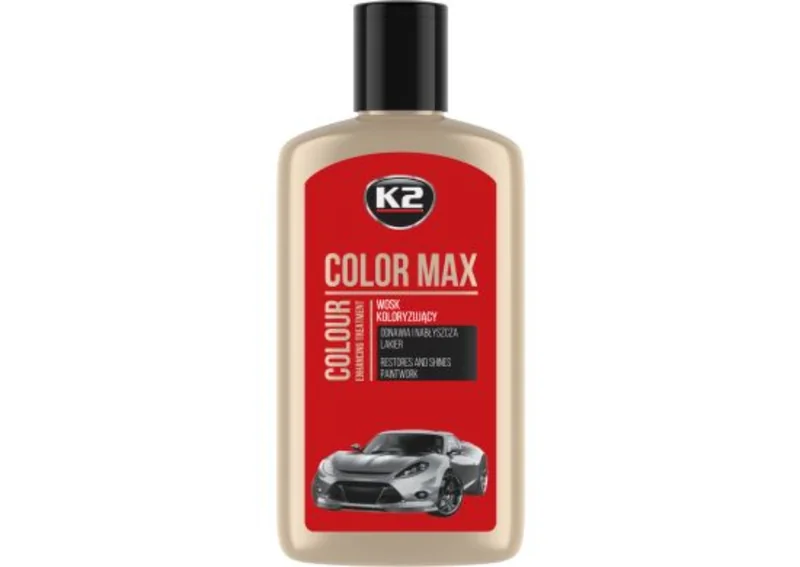 K2
COLOR MAX
COLOUR
ENHANCING TREATMENT
WOSK
KOLORYZUJĄCY
ODNAWIA I NABŁYSZCZA
LAKIER
RESTORES AND SHINES
PAINTWORK